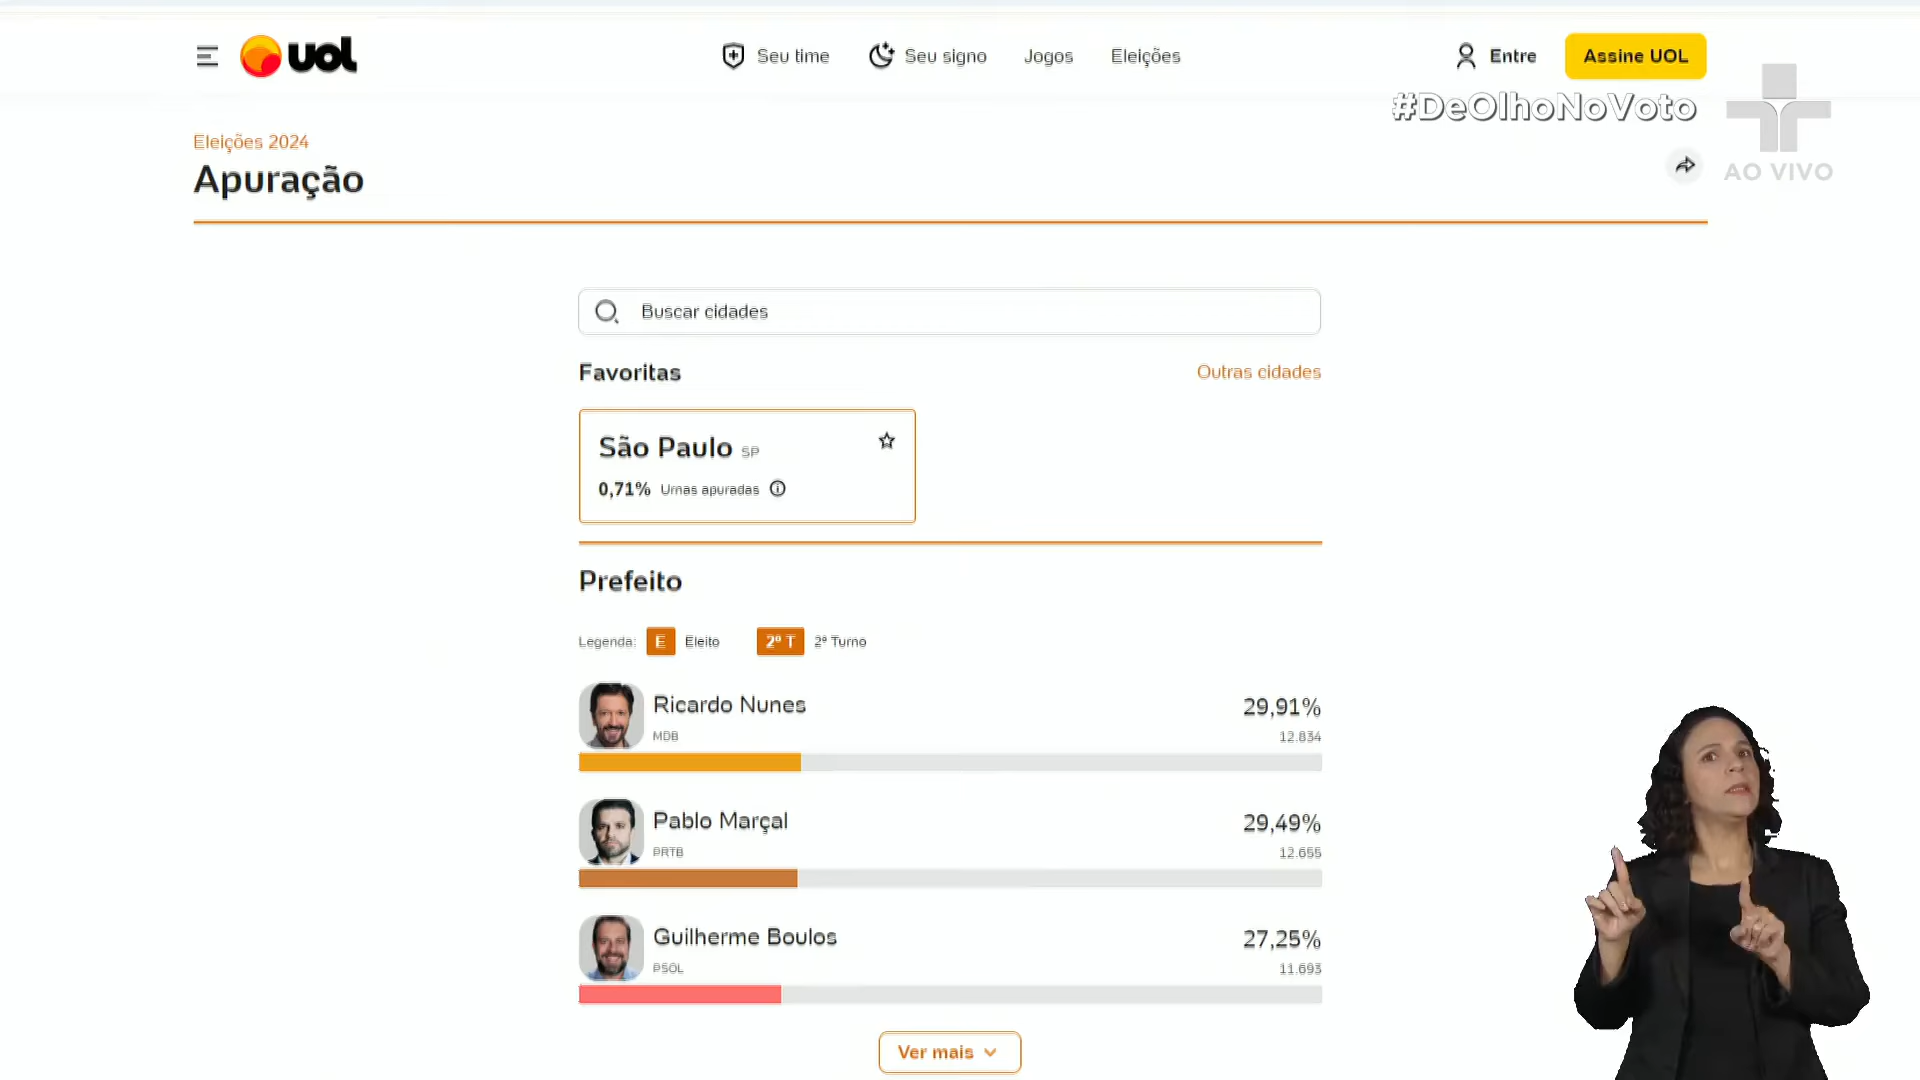 uol
Seu time
Seu signo
Jogos
Eleições
Entre
Assine UOL
#DeOlhoNoVoto
AO VIVO
Eleições 2024
Apuração
Buscar cidades
Favoritas
Outras cidades
São Paulo SP
0,71% Urnas apuradas
Prefeito
Legenda: E Eleito 2º T 2º Turno
Ricardo Nunes 29,91%
MDB 12.834
Pablo Marçal 29,49%
PRTB 12.655
Guilherme Boulos 27,25%
PSOL 11.693
Ver mais